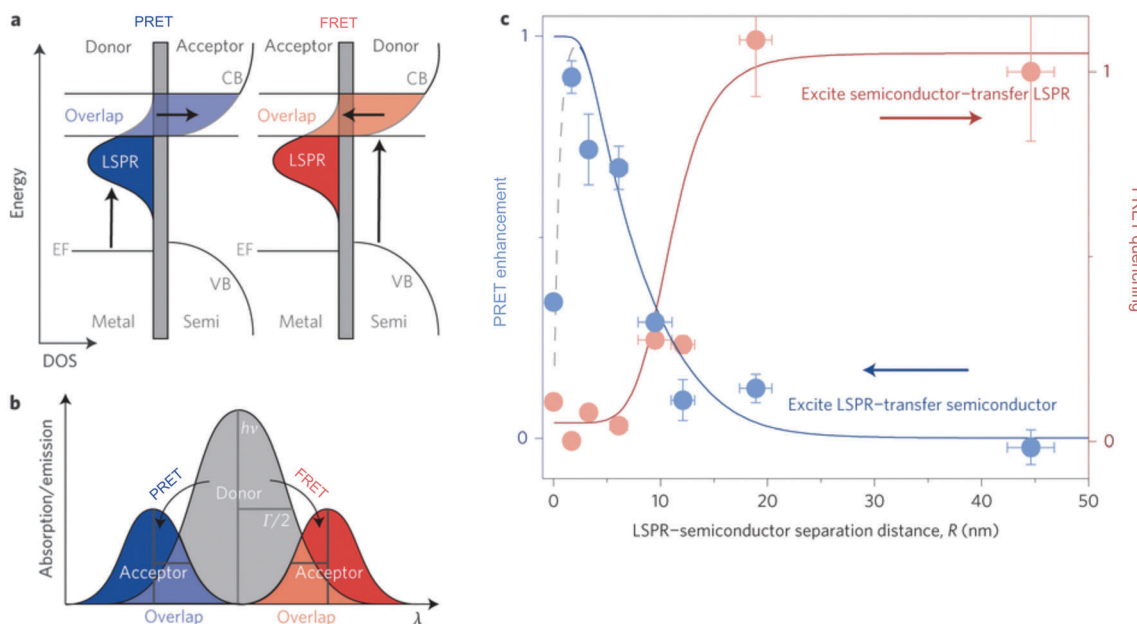 a
PRET
FRET
Donor
Acceptor
Acceptor
Donor
CB
CB
Overlap
Overlap
LSPR
LSPR
Energy
EF
EF
VB
VB
Metal
Semi
Metal
Semi
DOS
b
Absorption/emission
hν
PRET
FRET
Donor
Γ/2
Acceptor
Acceptor
Overlap
Overlap
λ
c
1
0
PRET enhancement
Excite semiconductor–transfer LSPR
Excite LSPR–transfer semiconductor
1
0
quenching
0
10
20
30
40
50
LSPR–semiconductor separation distance, R (nm)